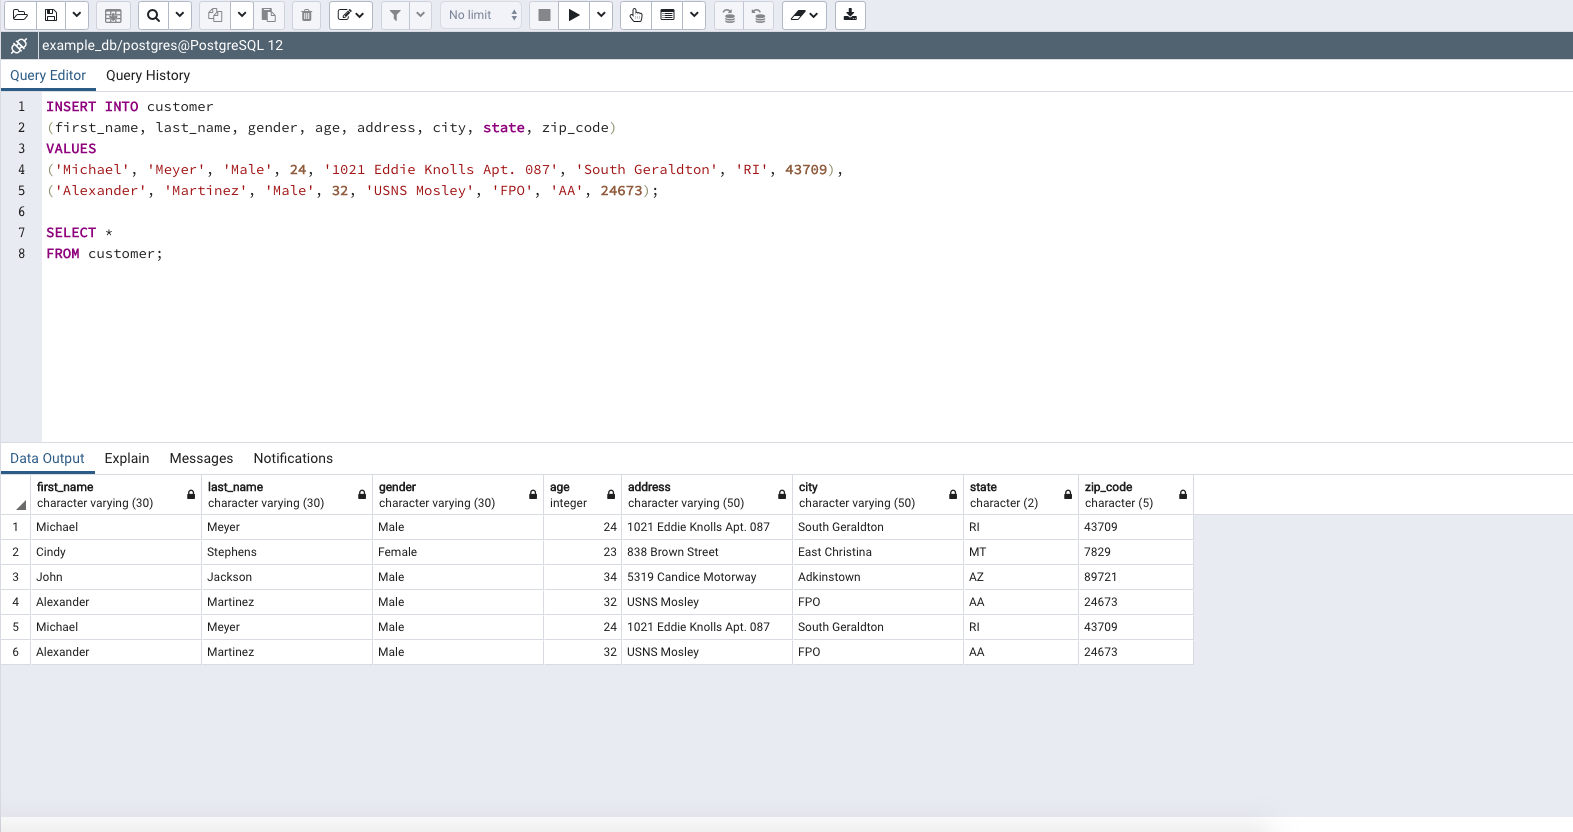 No limit
example_db/postgres@PostgreSQL 12
Query Editor Query History
1 INSERT INTO customer
2 (first_name, last_name, gender, age, address, city, state, zip_code)
3 VALUES
4 ('Michael', 'Meyer', 'Male', 24, '1021 Eddie Knolls Apt. 087', 'South Geraldton', 'RI', 43709),
5 ('Alexander', 'Martinez', 'Male', 32, 'USNS Mosley', 'FPO', 'AA', 24673);
6
7 SELECT *
8 FROM customer;
Data Output Explain Messages Notifications
first_name last_name gender age address city state zip_code
character varying (30) character varying (30) character varying (30) integer character varying (50) character varying (50) character (2) character (5)
1 Michael Meyer Male 24 1021 Eddie Knolls Apt. 087 South Geraldton RI 43709
2 Cindy Stephens Female 23 838 Brown Street East Christina MT 7829
3 John Jackson Male 34 5319 Candice Motorway Adkinstown AZ 89721
4 Alexander Martinez Male 32 USNS Mosley FPO AA 24673
5 Michael Meyer Male 24 1021 Eddie Knolls Apt. 087 South Geraldton RI 43709
6 Alexander Martinez Male 32 USNS Mosley FPO AA 24673